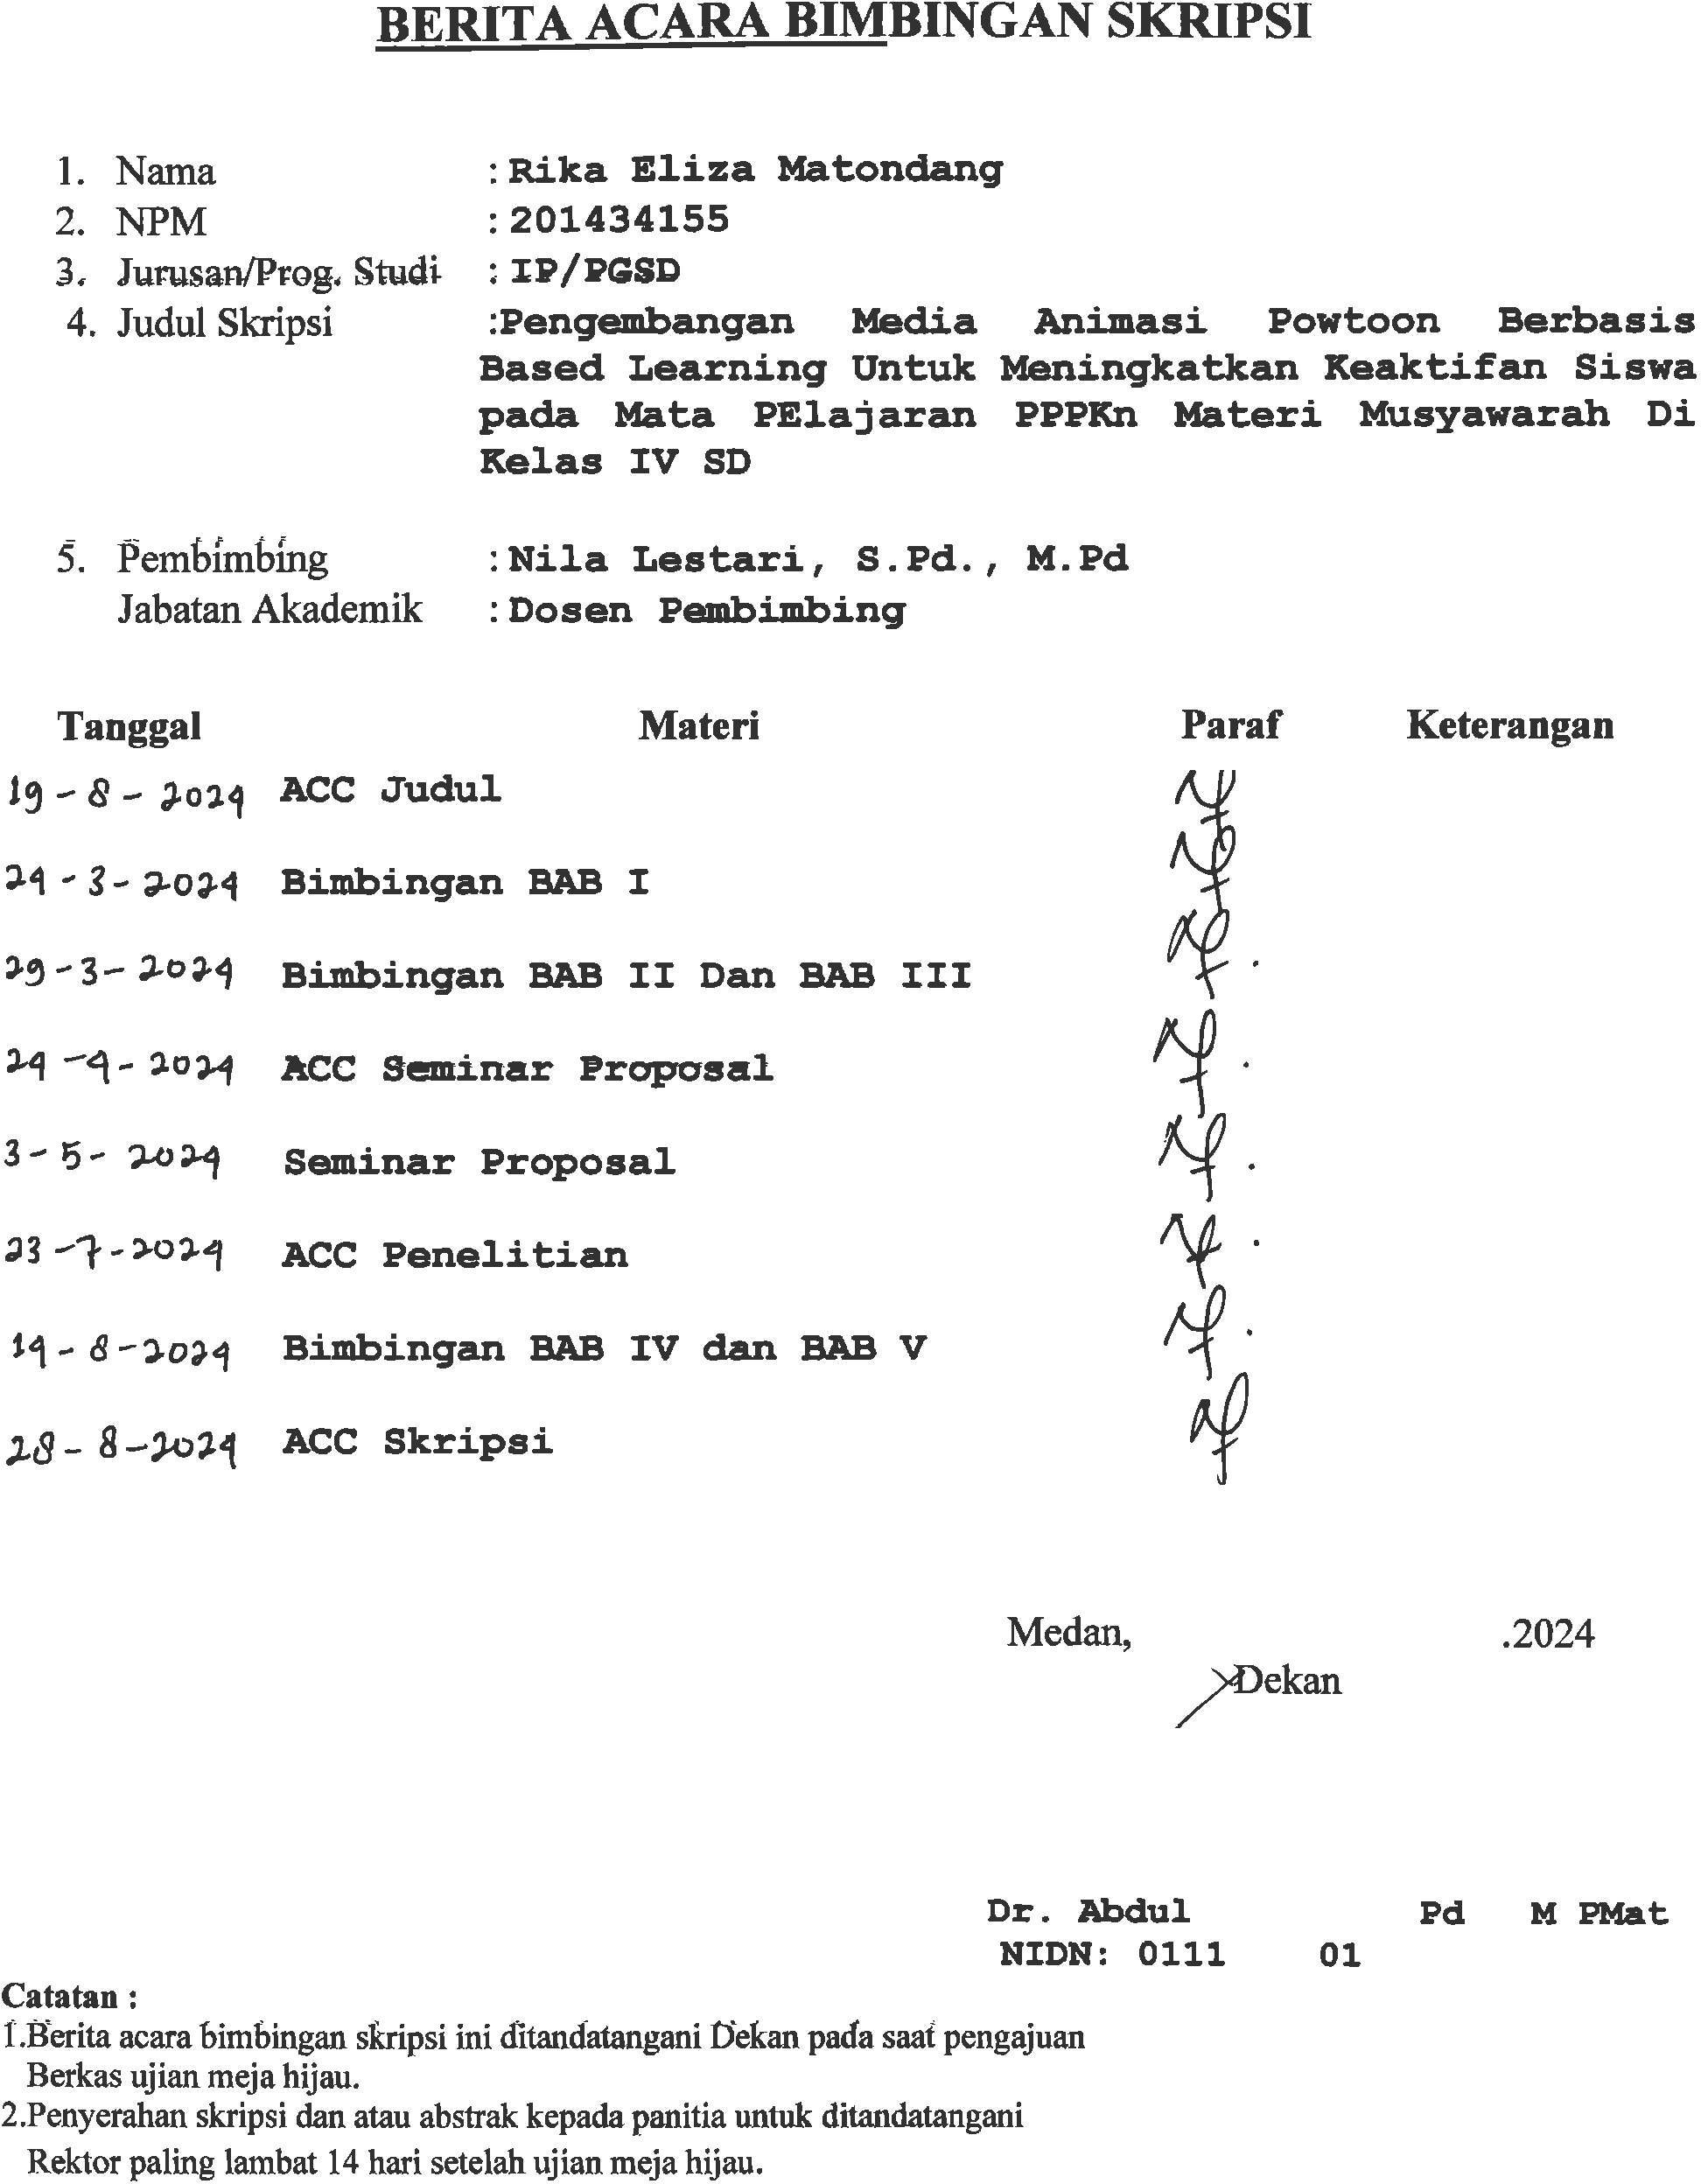 BERITA ACARA BIMBINGAN SKRIPSI
1. Nama : Rika Eliza Matondang
2. NPM : 201434155
3. Jurusan/Prog. Studi : IP/PGSD
4. Judul Skripsi :Pengembangan Media Animasi Powtoon Berbasis
Based Learning Untuk Meningkatkan Keaktifan Siswa
pada Mata PElajaran PPPKn Materi Musyawarah Di
Kelas IV SD
5. Pembimbing : Nila Lestari, S.Pd., M.Pd
Jabatan Akademik : Dosen Pembimbing
Tanggal Materi Paraf Keterangan
19-8-2024 ACC Judul
24-3-2024 Bimbingan BAB I
29-3-2024 Bimbingan BAB II Dan BAB III
24-4-2024 ACC Seminar Proposal
3-5-2024 Seminar Proposal
23-7-2024 ACC Penelitian
14-8-2024 Bimbingan BAB IV dan BAB V
28-8-2024 ACC Skripsi
Medan, .2024
Dekan
Dr. Abdul Pd M PMat
NIDN: 0111 01
Catatan :
1.Berita acara bimbingan skripsi ini ditandatangani Dekan pada saat pengajuan
Berkas ujian meja hijau.
2.Penyerahan skripsi dan atau abstrak kepada panitia untuk ditandatangani
Rektor paling lambat 14 hari setelah ujian meja hijau.